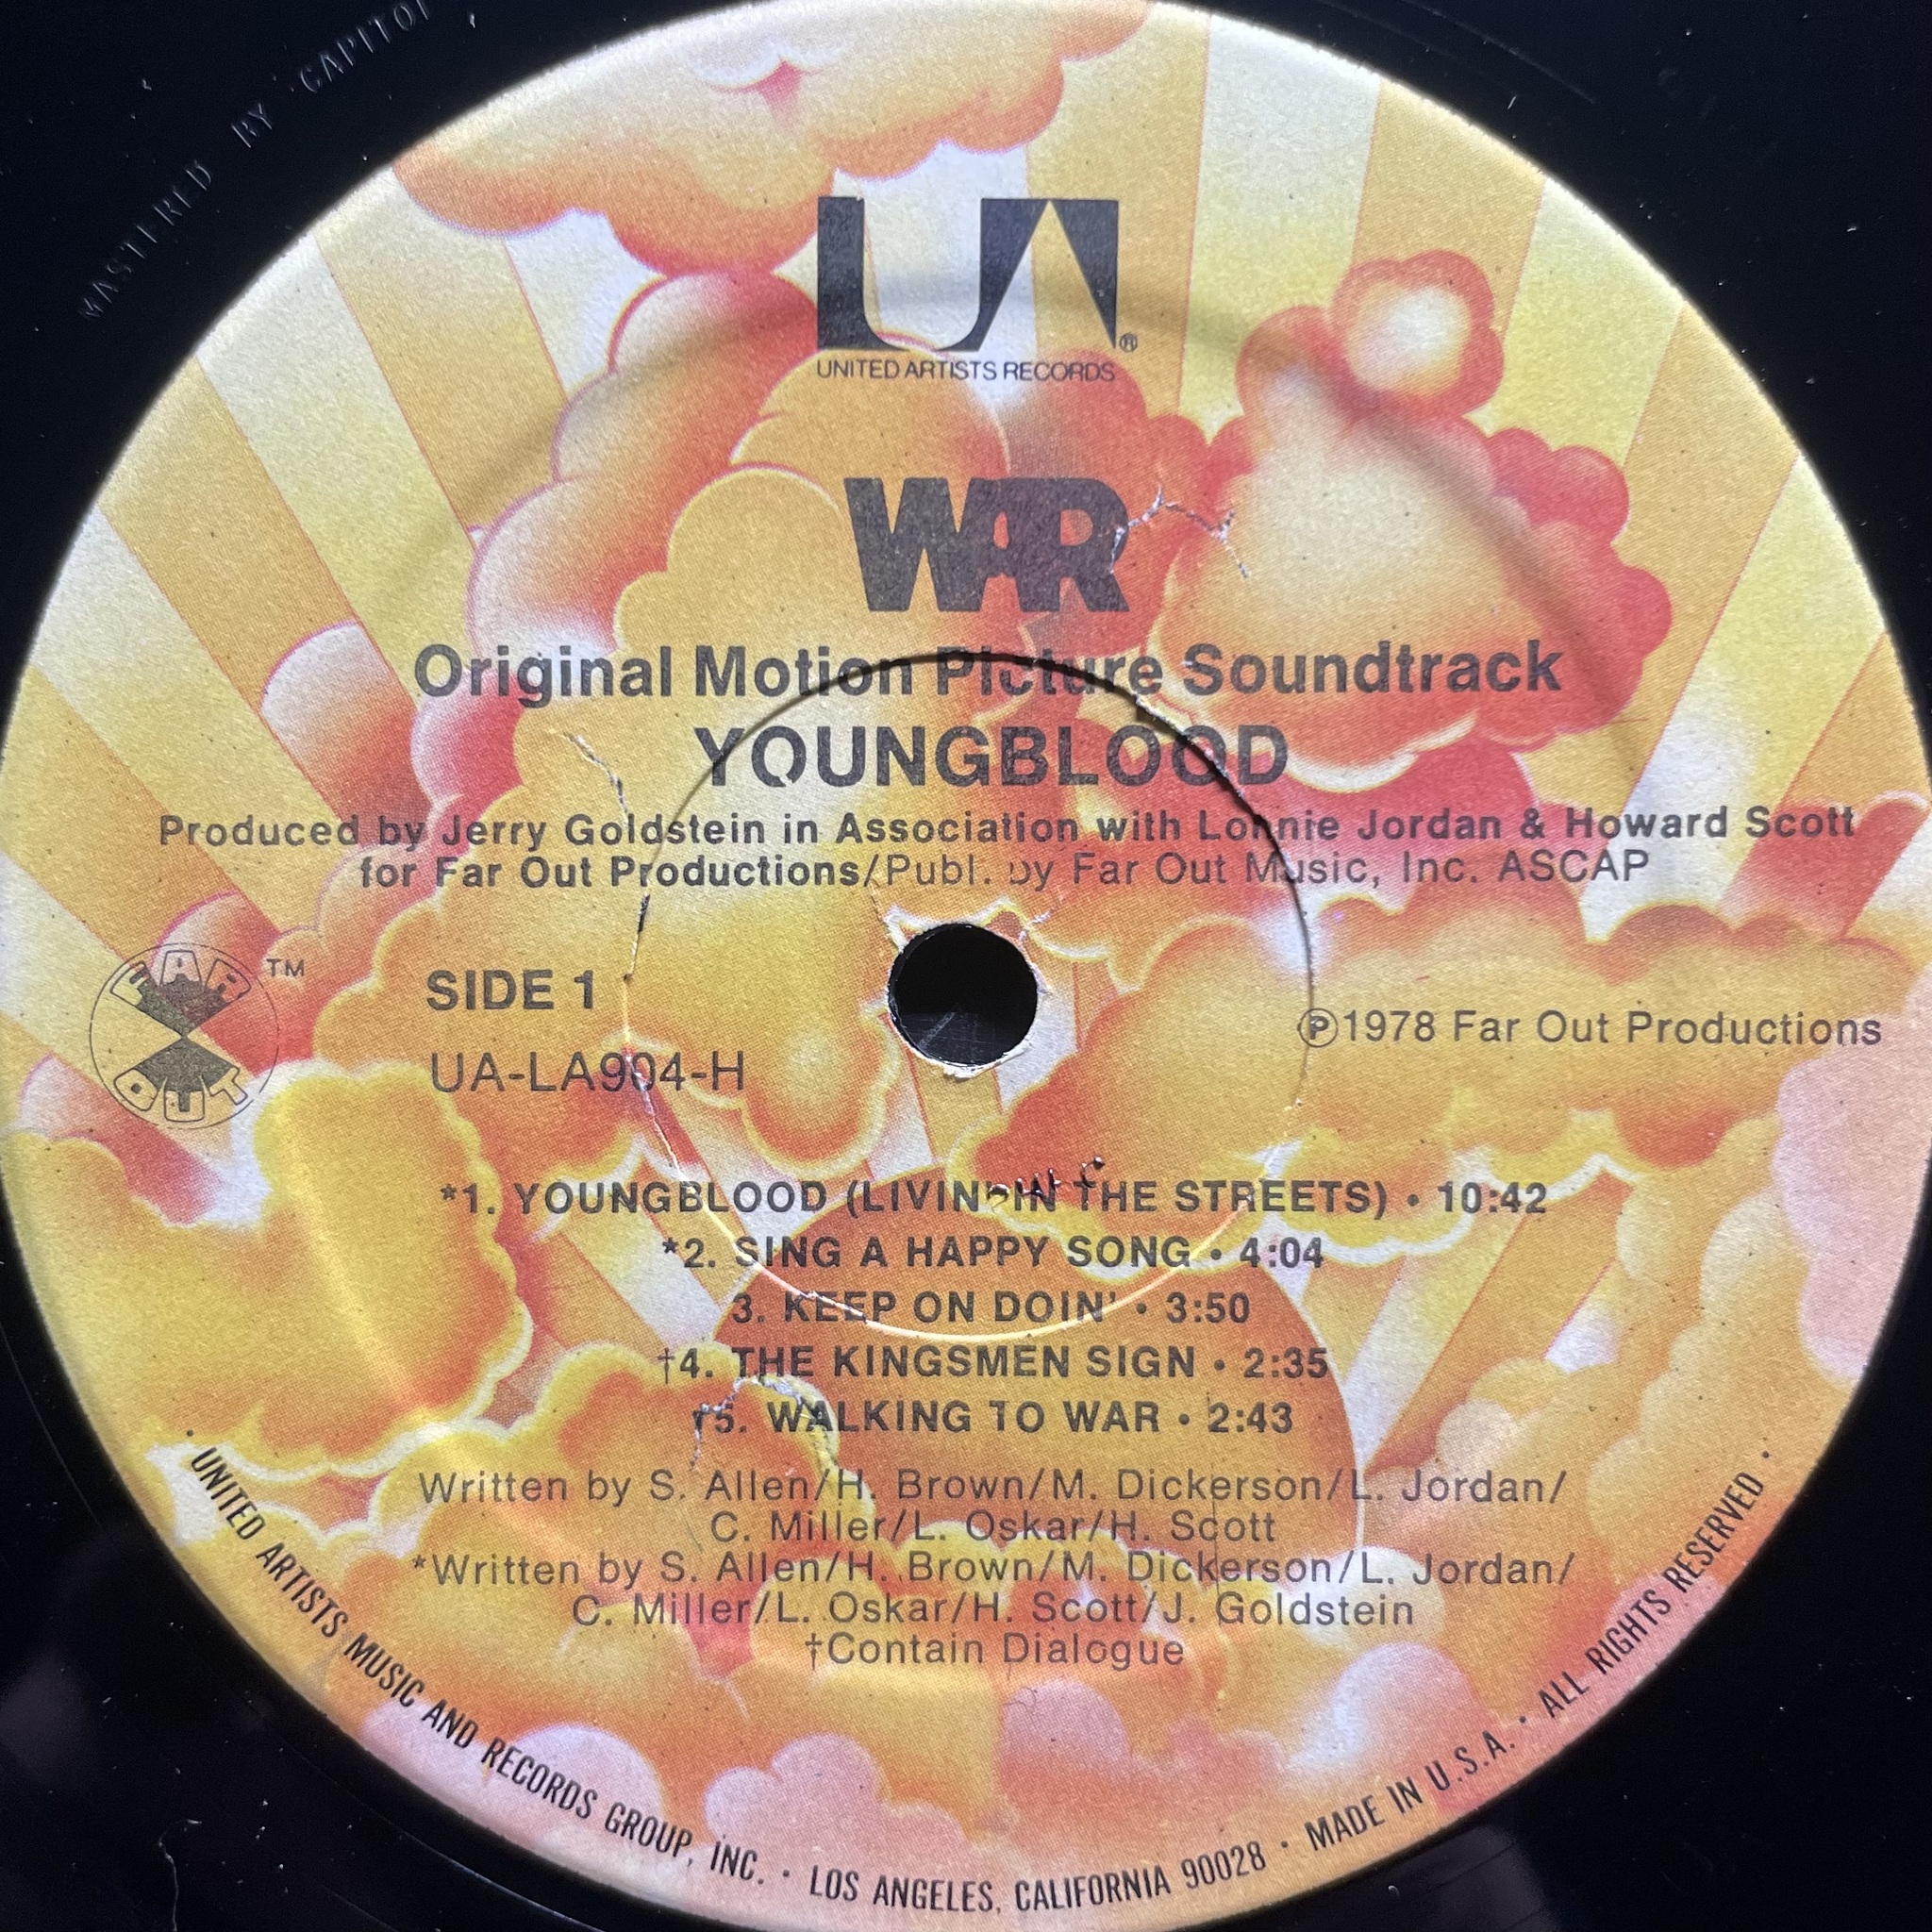 MASTERED BY CAPITOL
UA®
UNITED ARTISTS RECORDS
WAR
Original Motion Picture Soundtrack
YOUNGBLOOD
Produced by Jerry Goldstein in Association with Lonnie Jordan & Howard Scott
for Far Out Productions/Publ. by Far Out Music, Inc. ASCAP
FAR OUT ™
SIDE 1
UA-LA904-H
℗1978 Far Out Productions
*1. YOUNGBLOOD (LIVIN' IN THE STREETS) • 10:42
*2. SING A HAPPY SONG • 4:04
3. KEEP ON DOIN' • 3:50
†4. THE KINGSMEN SIGN • 2:35
†5. WALKING TO WAR • 2:43
Written by S. Allen/H. Brown/M. Dickerson/L. Jordan/
C. Miller/L. Oskar/H. Scott
*Written by S. Allen/H. Brown/M. Dickerson/L. Jordan/
C. Miller/L. Oskar/H. Scott/J. Goldstein
†Contain Dialogue
• UNITED ARTISTS MUSIC AND RECORDS GROUP, INC. • LOS ANGELES, CALIFORNIA 90028 • MADE IN U.S.A. • ALL RIGHTS RESERVED •